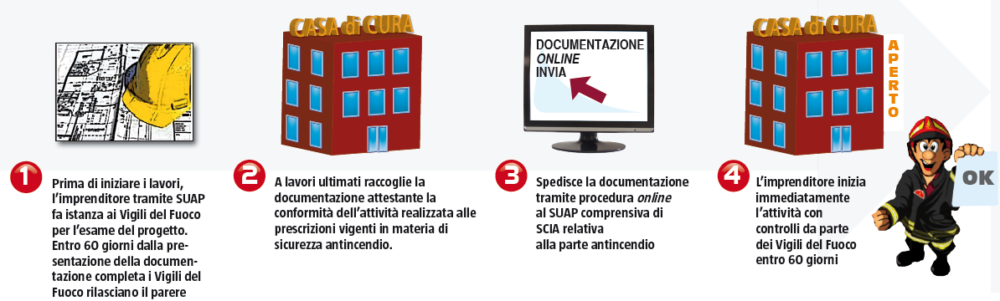 CASA di CURA
DOCUMENTAZIONE
ONLINE
INVIA
CASA di CURA
APERTO
OK
1
Prima di iniziare i lavori,
l'imprenditore tramite SUAP
fa istanza ai Vigili del Fuoco
per l'esame del progetto.
Entro 60 giorni dalla pre-
sentazione della documen-
tazione completa i Vigili del
Fuoco rilasciano il parere
2
A lavori ultimati raccoglie la
documentazione attestante la
conformità dell'attività realizzata alle
prescrizioni vigenti in materia di
sicurezza antincendio.
3
Spedisce la documentazione
tramite procedura online
al SUAP comprensiva di
SCIA relativa
alla parte antincendio
4
L'imprenditore inizia
immediatamente
l'attività con
controlli da parte
dei Vigili del Fuoco
entro 60 giorni